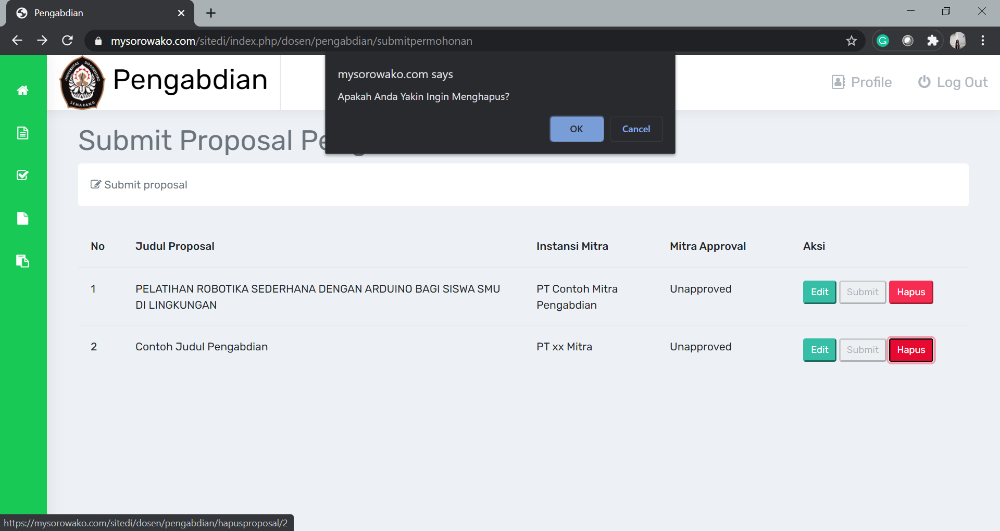 Pengabdian
mysorowako.com/sitedi/index.php/dosen/pengabdian/submitpermohonan
UNIVERSITAS DIPONEGORO
SEMARANG
Pengabdian
mysorowako.com says
Apakah Anda Yakin Ingin Menghapus?
OK Cancel
Profile Log Out
Submit Proposal
Submit proposal
No Judul Proposal Instansi Mitra Mitra Approval Aksi
1 PELATIHAN ROBOTIKA SEDERHANA DENGAN ARDUINO BAGI SISWA SMU PT Contoh Mitra Unapproved Edit Submit Hapus
DI LINGKUNGAN Pengabdian
2 Contoh Judul Pengabdian PT xx Mitra Unapproved Edit Submit Hapus
https://mysorowako.com/sitedi/dosen/pengabdian/hapusproposal/2